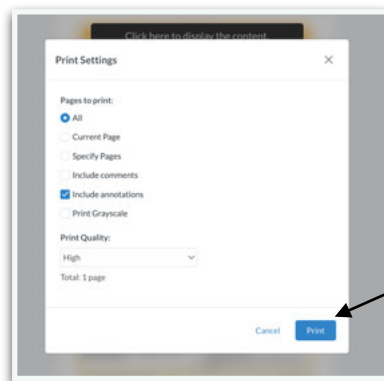 Click here to display the content.
Print Settings
Pages to print:
All
Current Page
Specify Pages
Include comments
Include annotations
Print Grayscale
Print Quality:
High
Total: 1 page
Cancel Print